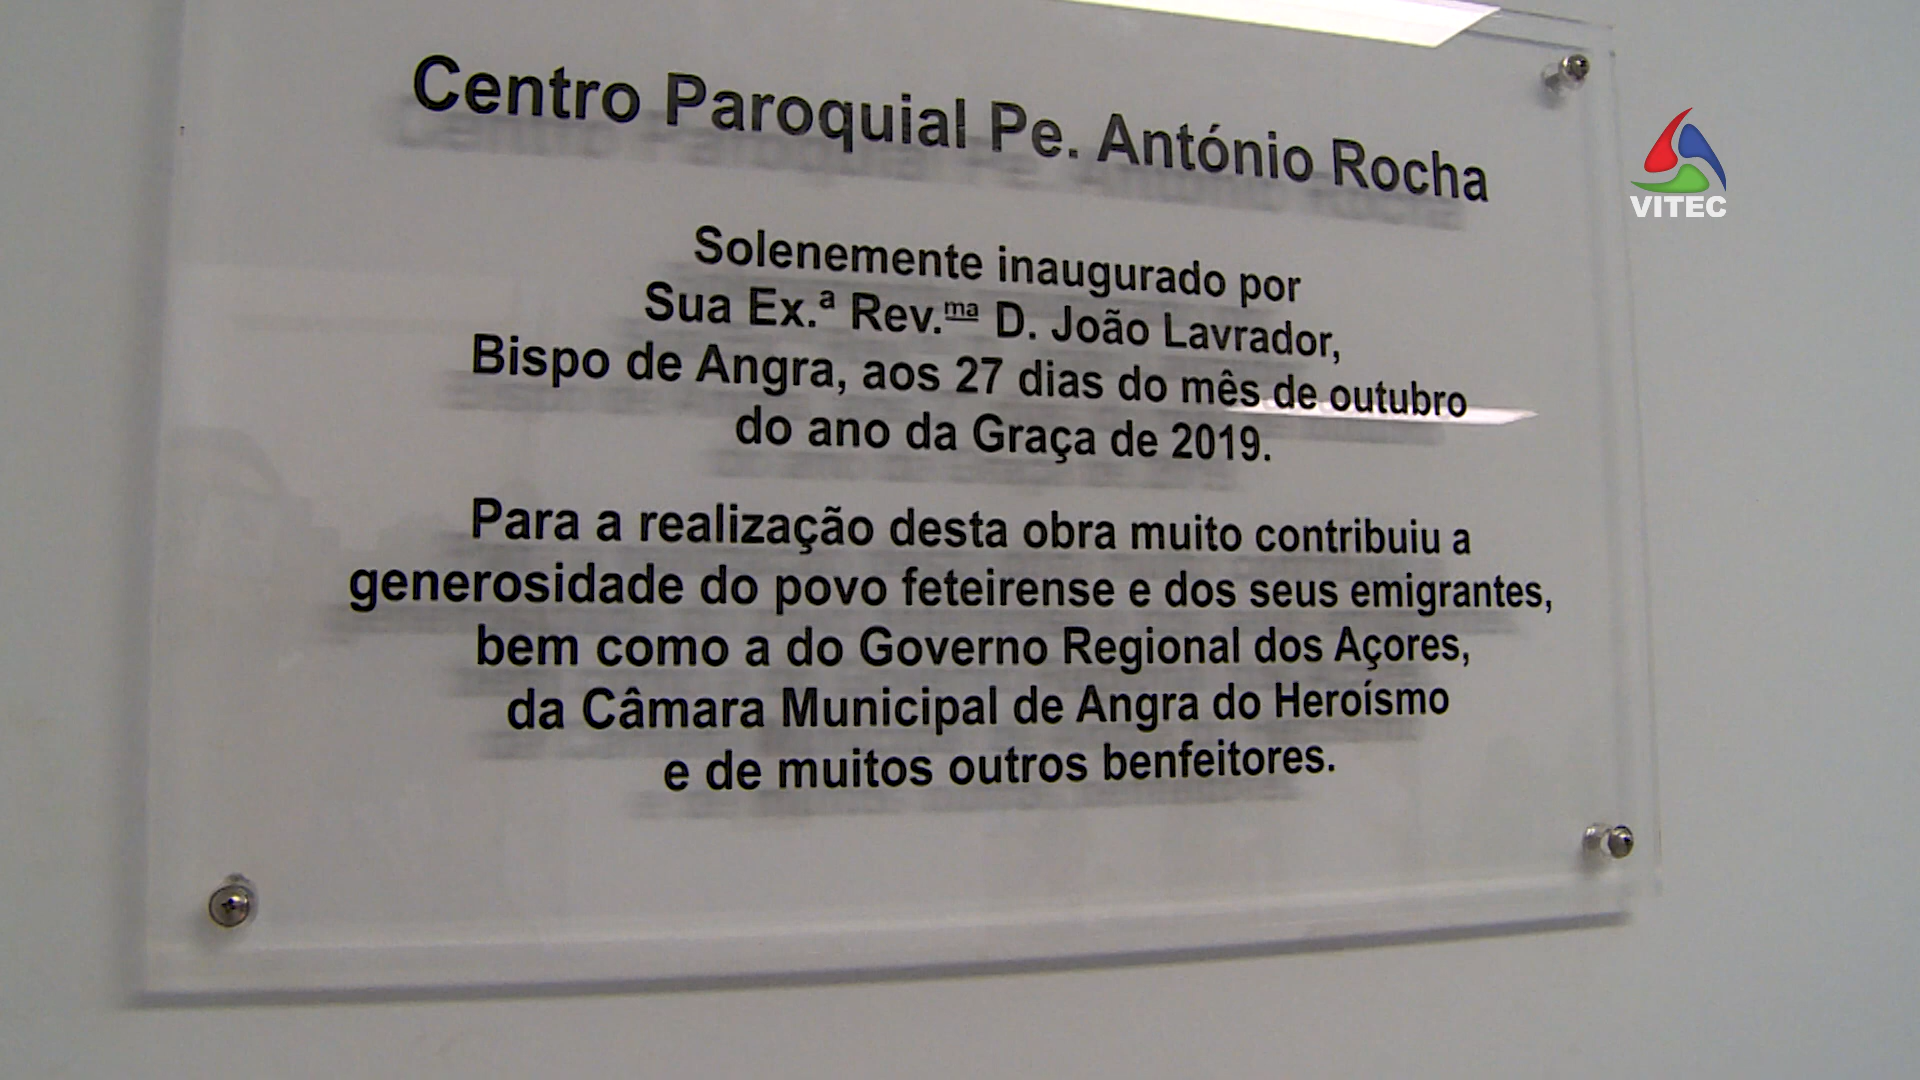 Centro Paroquial Pe. António Rocha
Solenemente inaugurado por
Sua Ex.ª Rev.ᵐᵃ D. João Lavrador,
Bispo de Angra, aos 27 dias do mês de outubro
do ano da Graça de 2019.
Para a realização desta obra muito contribuiu a
generosidade do povo feteirense e dos seus emigrantes,
bem como a do Governo Regional dos Açores,
da Câmara Municipal de Angra do Heroísmo
e de muitos outros benfeitores.
VITEC